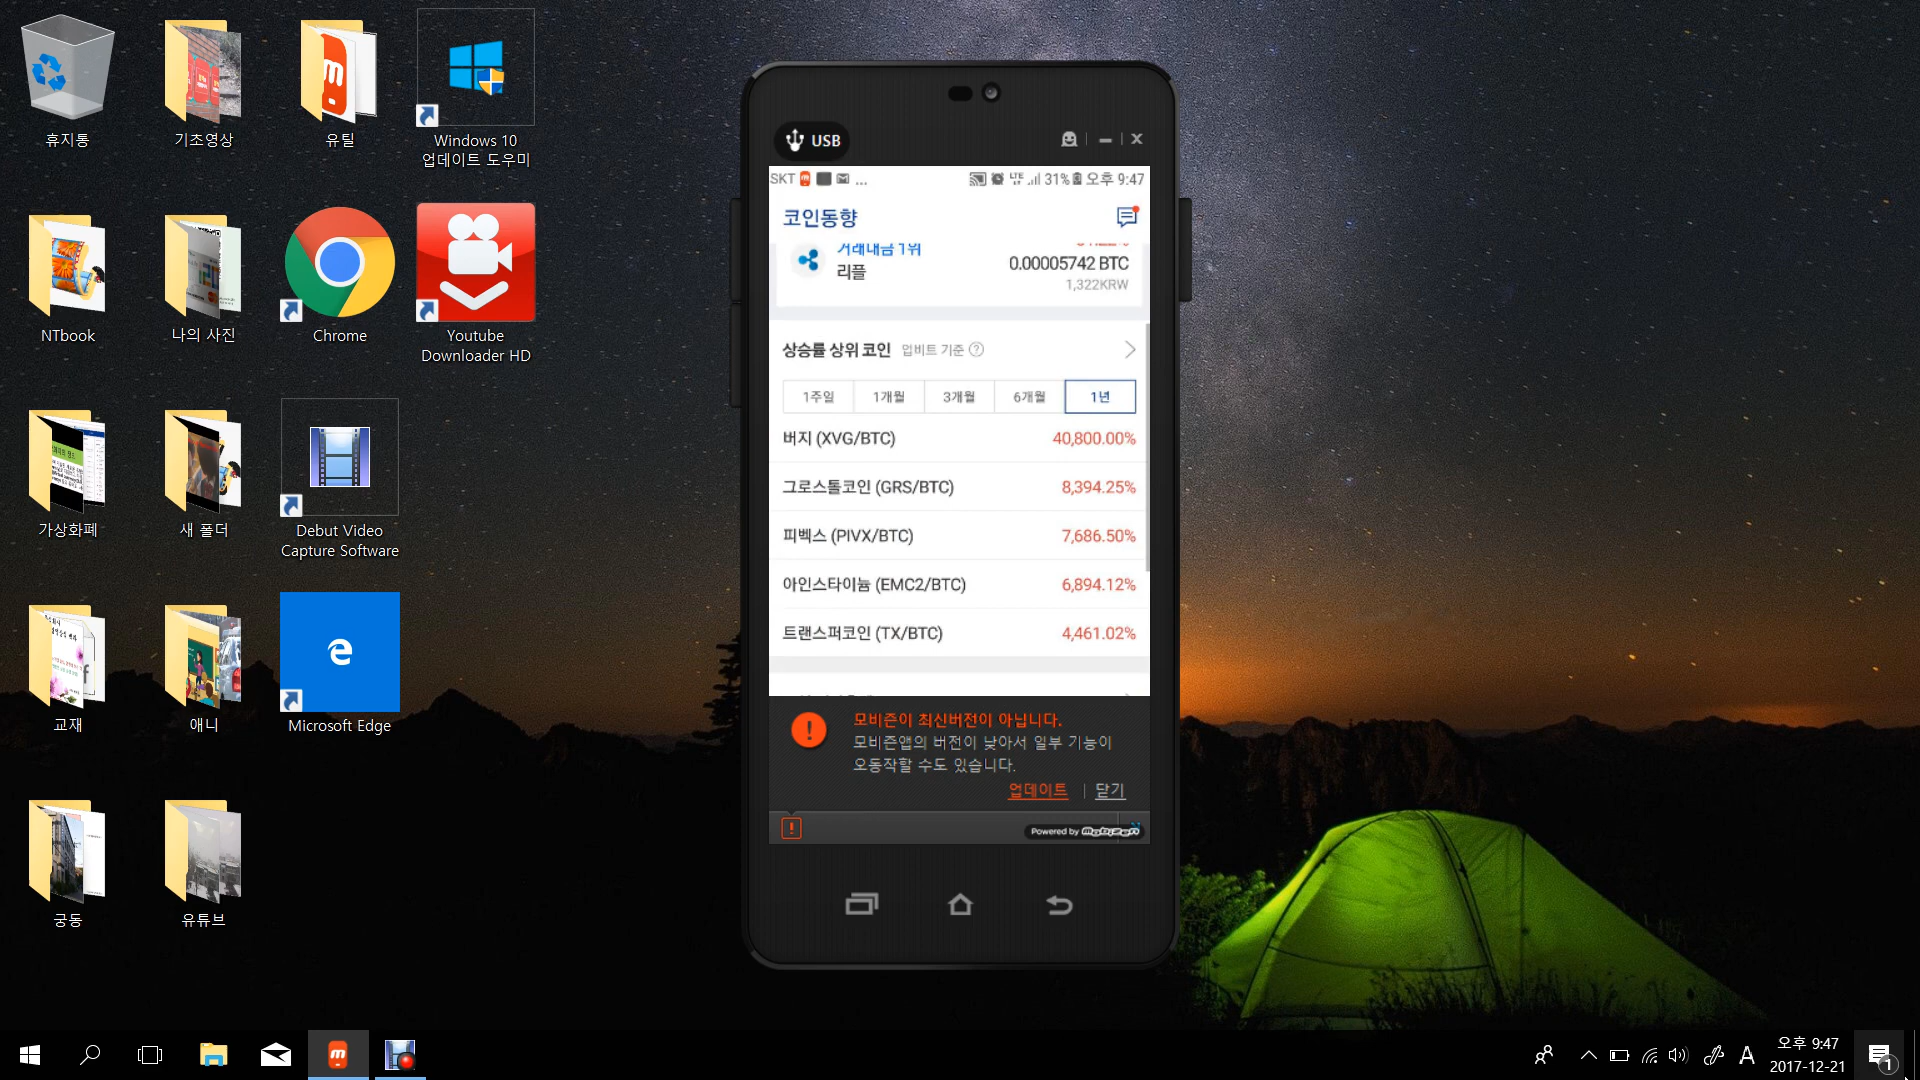 휴지통
기초영상
유틸
Windows 10
업데이트 도우미
NTbook
나의 사진
Chrome
Youtube
Downloader HD
가상화폐
새 폴더
Debut Video
Capture Software
교재
애니
Microsoft Edge
궁동
유튜브
USB
SKT ... LTE 31% 오후 9:47
코인동향
거래대금 1위
리플
0.00005742 BTC
1,322KRW
상승률 상위 코인 업비트 기준 ?
1주일 1개월 3개월 6개월 1년
버지 (XVG/BTC) 40,800.00%
그로스톨코인 (GRS/BTC) 8,394.25%
피벡스 (PIVX/BTC) 7,686.50%
아인스타이늄 (EMC2/BTC) 6,894.12%
트랜스퍼코인 (TX/BTC) 4,461.02%
모비즌이 최신버전이 아닙니다.
모비즌앱의 버전이 낮아서 일부 기능이
오동작할 수도 있습니다.
업데이트 | 닫기
Powered by mobizen
A
오후 9:47
2017-12-21
1